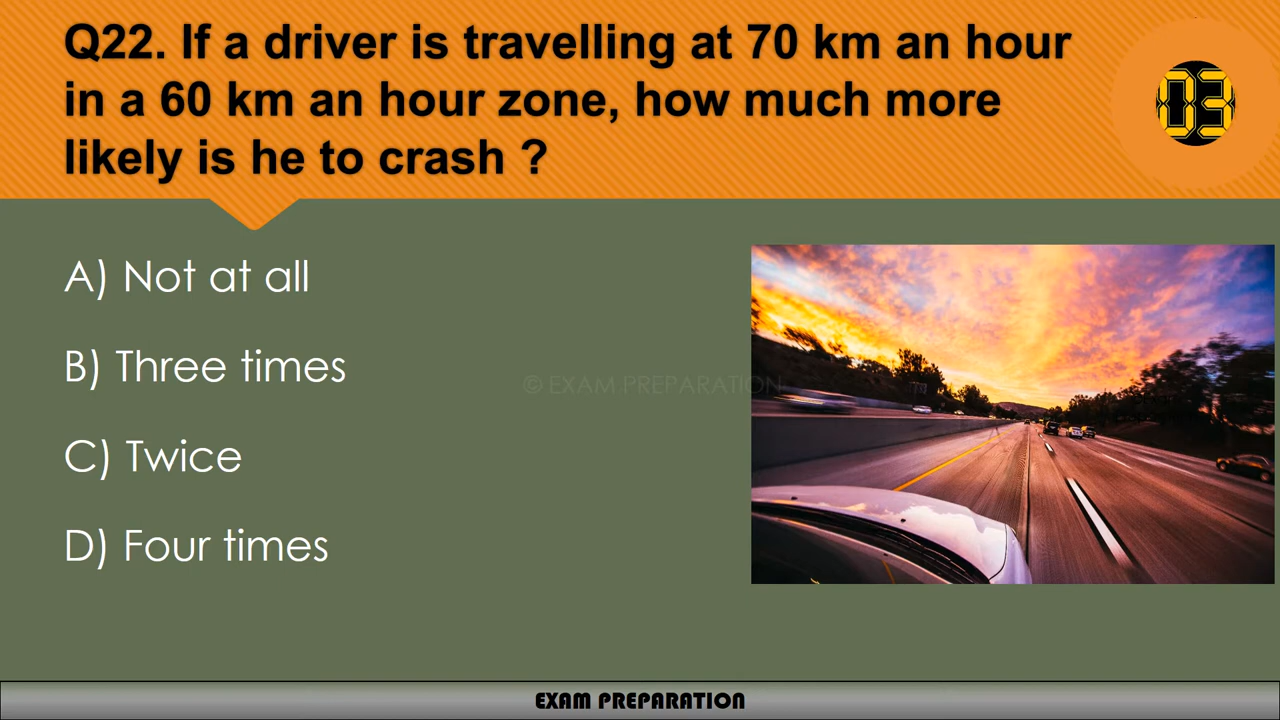 Q22. If a driver is travelling at 70 km an hour
in a 60 km an hour zone, how much more
likely is he to crash ?
03
A) Not at all
B) Three times
C) Twice
D) Four times
© EXAM PREPARATION
EXAM PREPARATION